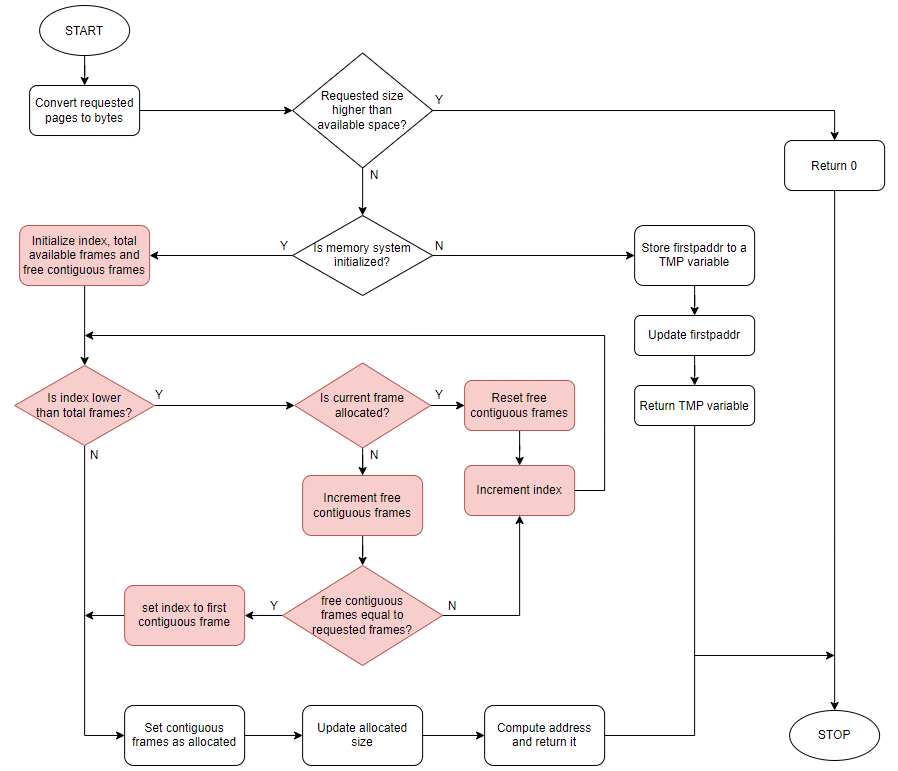 START
Convert requested
pages to bytes
Requested size
higher than
available space?
Y
N
Return 0
Initialize index, total
available frames and
free contiguous frames
Y
Is memory system
initialized?
N
Store firstpaddr to a
TMP variable
Update firstpaddr
Return TMP variable
Is index lower
than total frames?
Y
N
Is current frame
allocated?
Y
N
Reset free
contiguous frames
Increment index
Increment free
contiguous frames
free contiguous
frames equal to
requested frames?
Y
N
set index to first
contiguous frame
Set contiguous
frames as allocated
Update allocated
size
Compute address
and return it
STOP